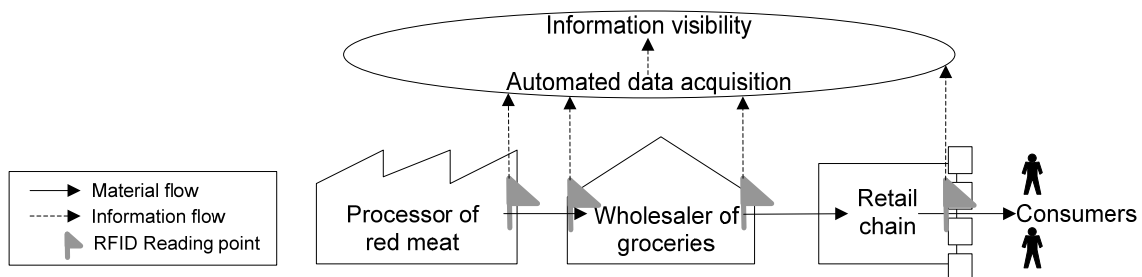 Information visibility
Automated data acquisition
Material flow
Information flow
RFID Reading point
Processor of
red meat
Wholesaler of
groceries
Retail
chain
Consumers